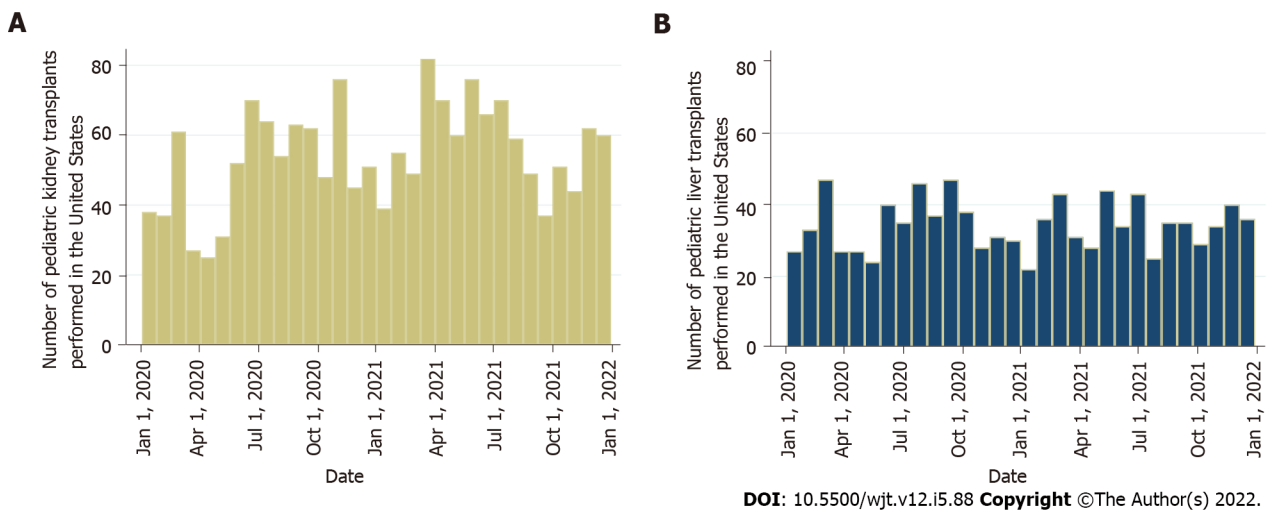 A
Number of pediatric kidney transplants
performed in the United States
80
60
40
20
0
Jan 1, 2020
Apr 1, 2020
Jul 1, 2020
Oct 1, 2020
Jan 1, 2021
Apr 1, 2021
Jul 1, 2021
Oct 1, 2021
Jan 1, 2022
Date
B
Number of pediatric liver transplants
performed in the United States
80
60
40
20
0
Jan 1, 2020
Apr 1, 2020
Jul 1, 2020
Oct 1, 2020
Jan 1, 2021
Apr 1, 2021
Jul 1, 2021
Oct 1, 2021
Jan 1, 2022
Date
DOI: 10.5500/wjt.v12.i5.88 Copyright ©The Author(s) 2022.